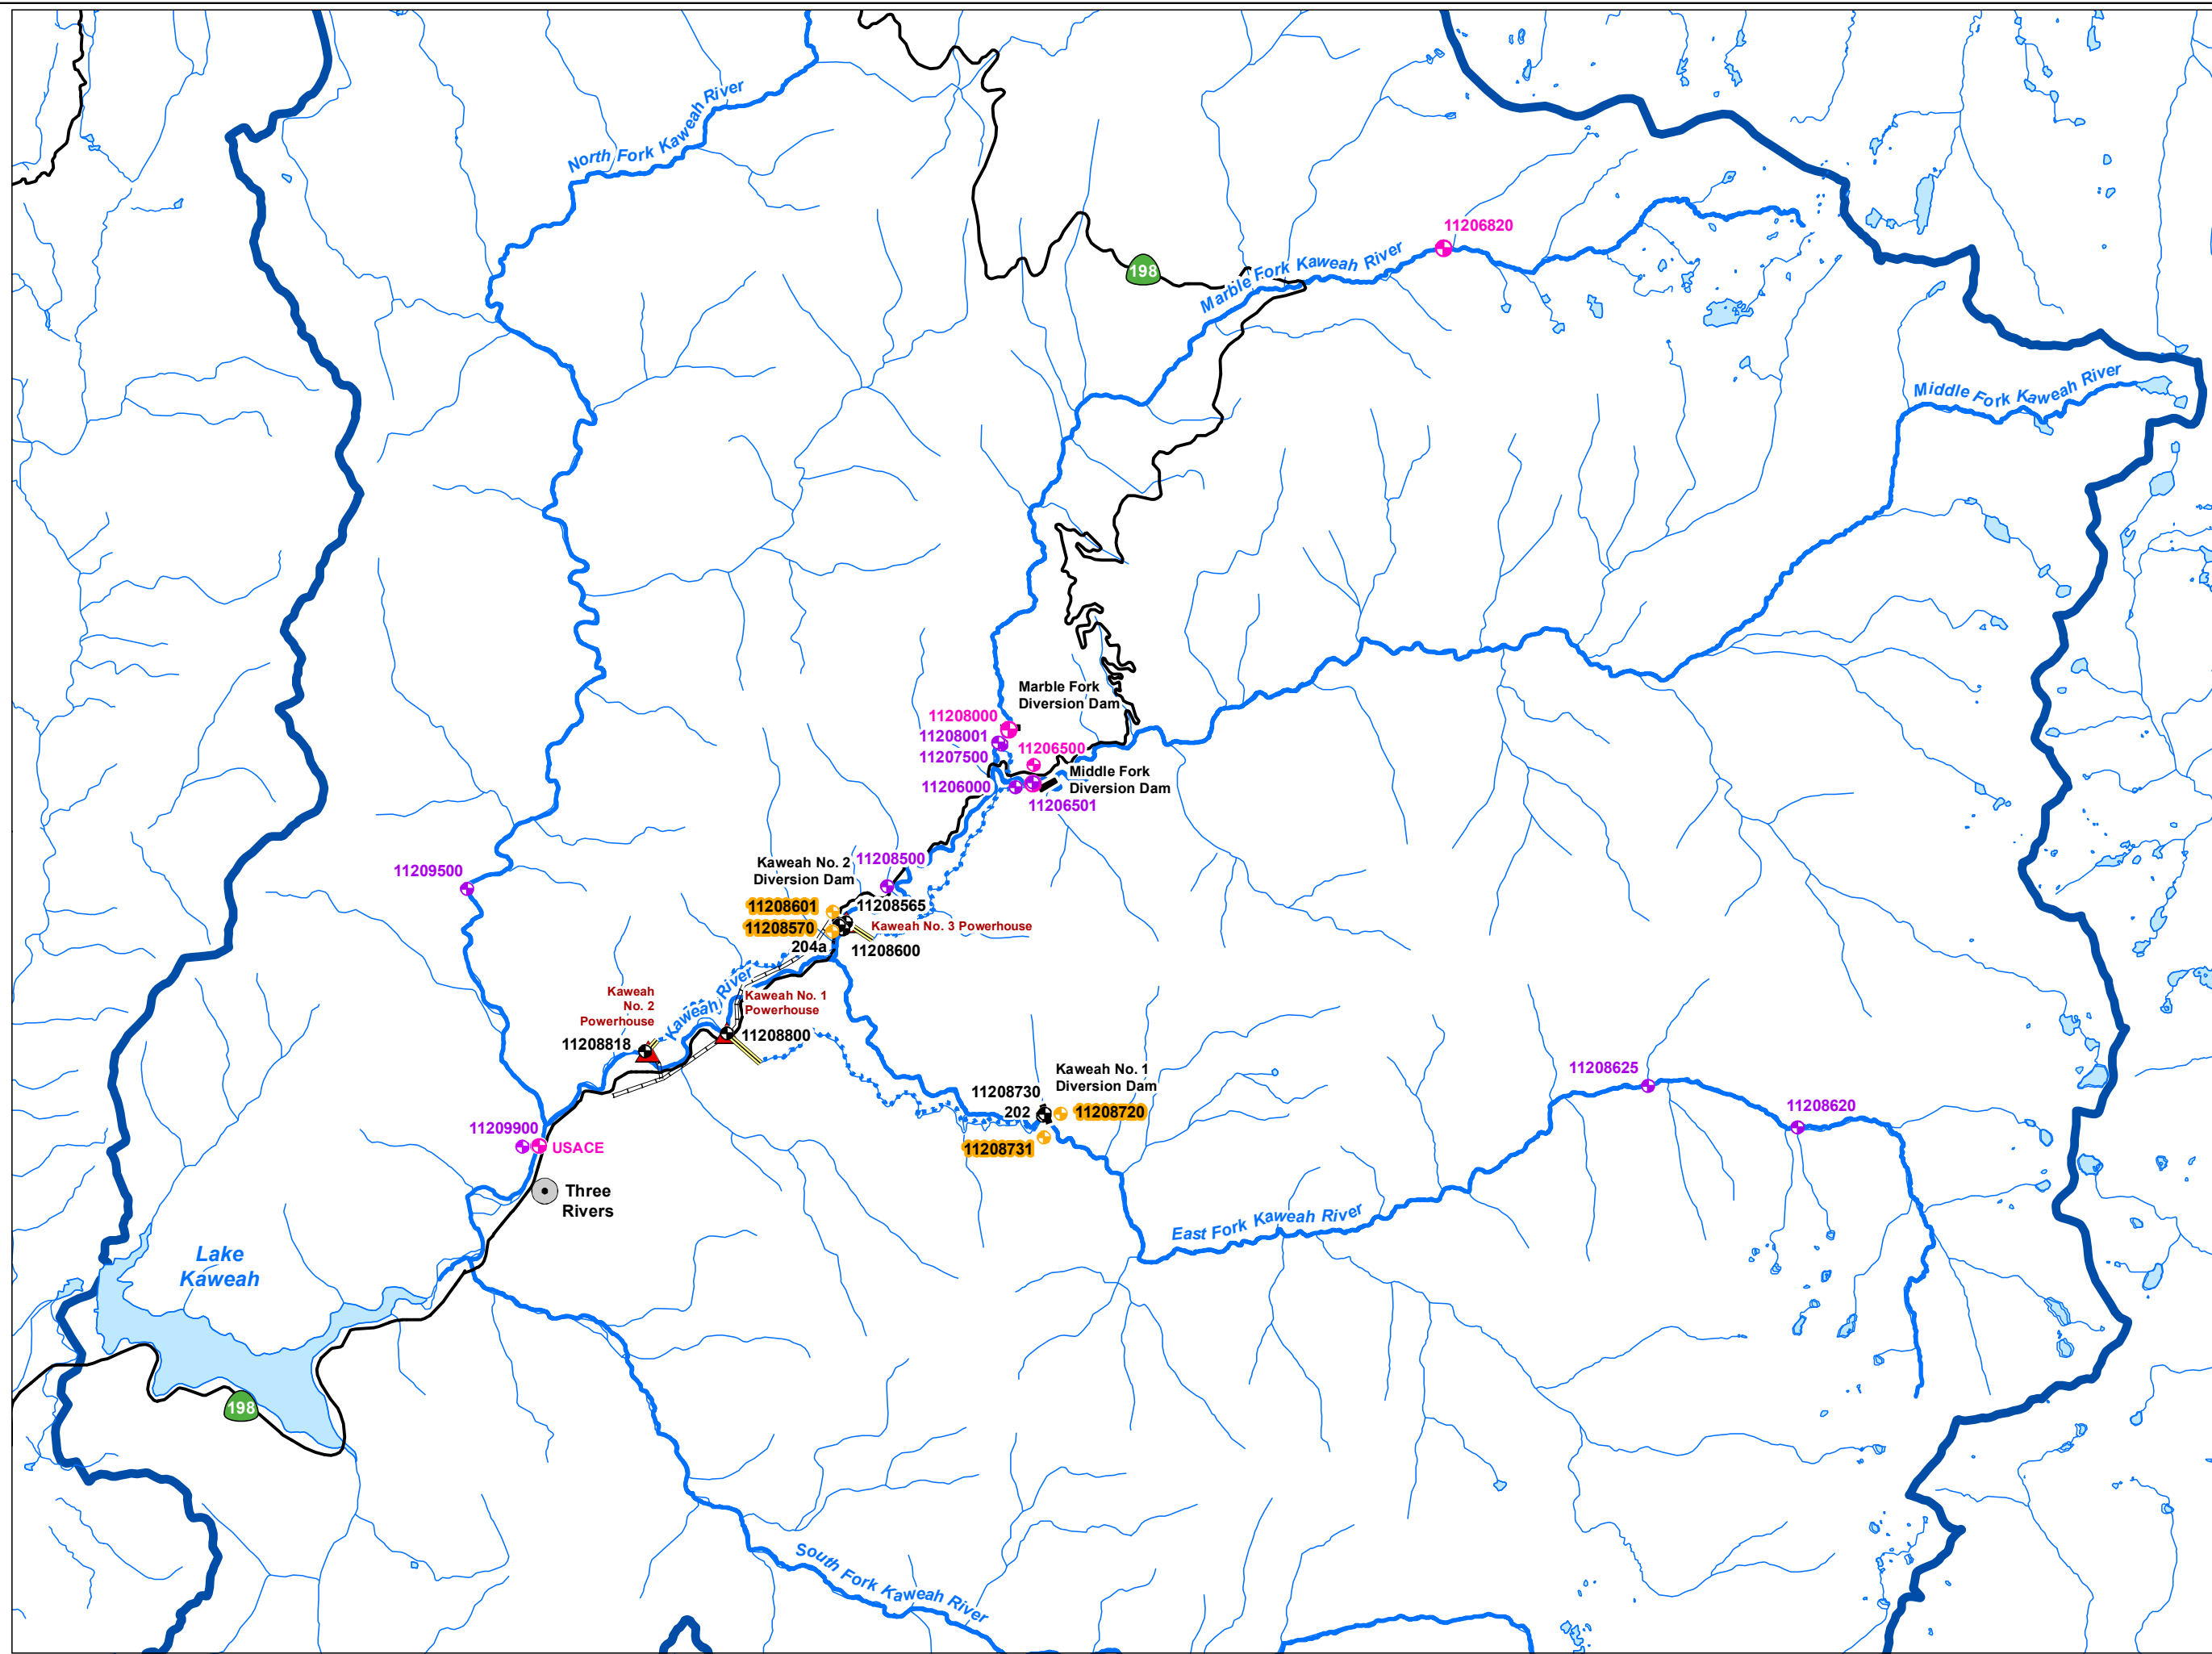 North Fork Kaweah River
11206820
198
Marble Fork Kaweah River
Middle Fork Kaweah River
Marble Fork
Diversion Dam
11208000
11208001
11207500
11206500
Middle Fork
Diversion Dam
11206000
11206501
Kaweah No. 2
Diversion Dam
11208500
11209500
11208601
11208565
11208570
Kaweah No. 3 Powerhouse
204a
11208600
Kaweah
No. 2
Powerhouse
Kaweah River
Kaweah No. 1
Powerhouse
11208818
11208800
Kaweah No. 1
Diversion Dam
11208730
202
11208720
11208731
11208625
11208620
11209900
USACE
Three
Rivers
East Fork Kaweah River
Lake
Kaweah
198
South Fork Kaweah River